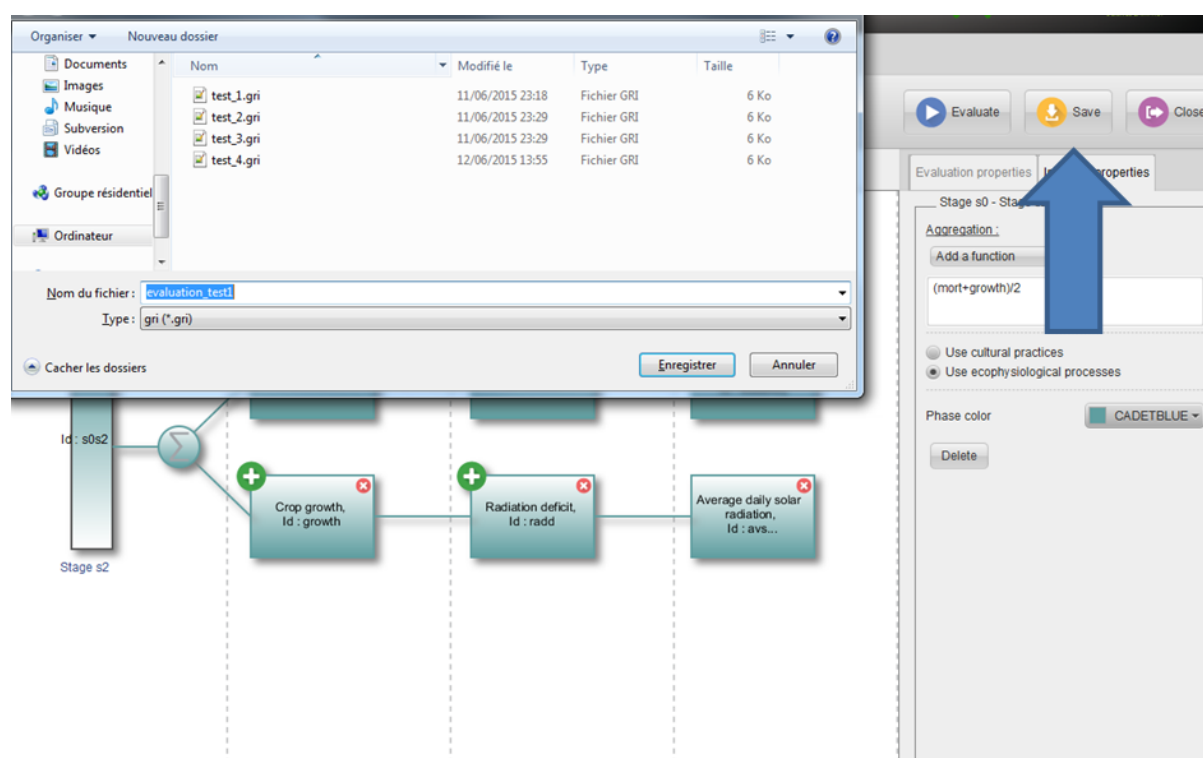 Organiser Nouveau dossier
Documents
Images
Musique
Subversion
Vidéos
Groupe résidentiel
Ordinateur
Nom Modifié le Type Taille
test_1.gri 11/06/2015 23:18 Fichier GRI 6 Ko
test_2.gri 11/06/2015 23:29 Fichier GRI 6 Ko
test_3.gri 11/06/2015 23:29 Fichier GRI 6 Ko
test_4.gri 12/06/2015 13:55 Fichier GRI 6 Ko
Nom du fichier : evaluation_test1
Type : gri (*.gri)
Cacher les dossiers Enregistrer Annuler
Evaluate Save Close
Evaluation properties properties
Stage s0 - Stage
Aggregation :
Add a function
(mort+growth)/2
Use cultural practices
Use ecophysiological processes
Phase color CADETBLUE
Delete
Id : s0s2
Σ
Crop growth,
Id : growth
Radiation deficit,
Id : radd
Average daily solar
radiation,
Id : avs...
Stage s2